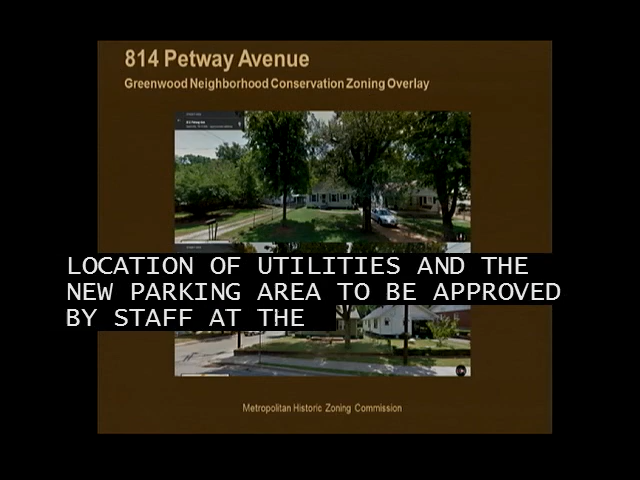 814 Petway Avenue
Greenwood Neighborhood Conservation Zoning Overlay
LOCATION OF UTILITIES AND THE
NEW PARKING AREA TO BE APPROVED
BY STAFF AT THE
Metropolitan Historic Zoning Commission